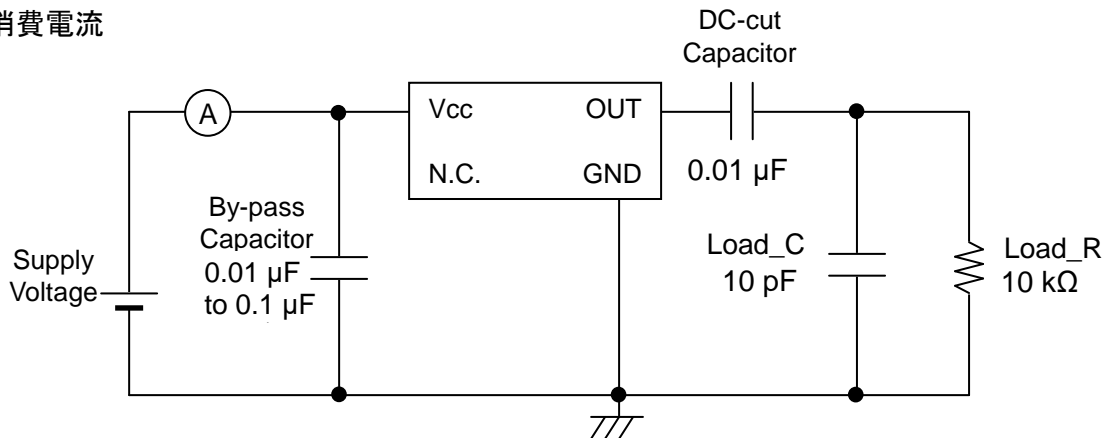 消費電流
DC-cut
Capacitor
A
Vcc
OUT
N.C.
GND
0.01 µF
By-pass
Capacitor
0.01 µF
to 0.1 µF
Supply
Voltage
Load_C
10 pF
Load_R
10 kΩ